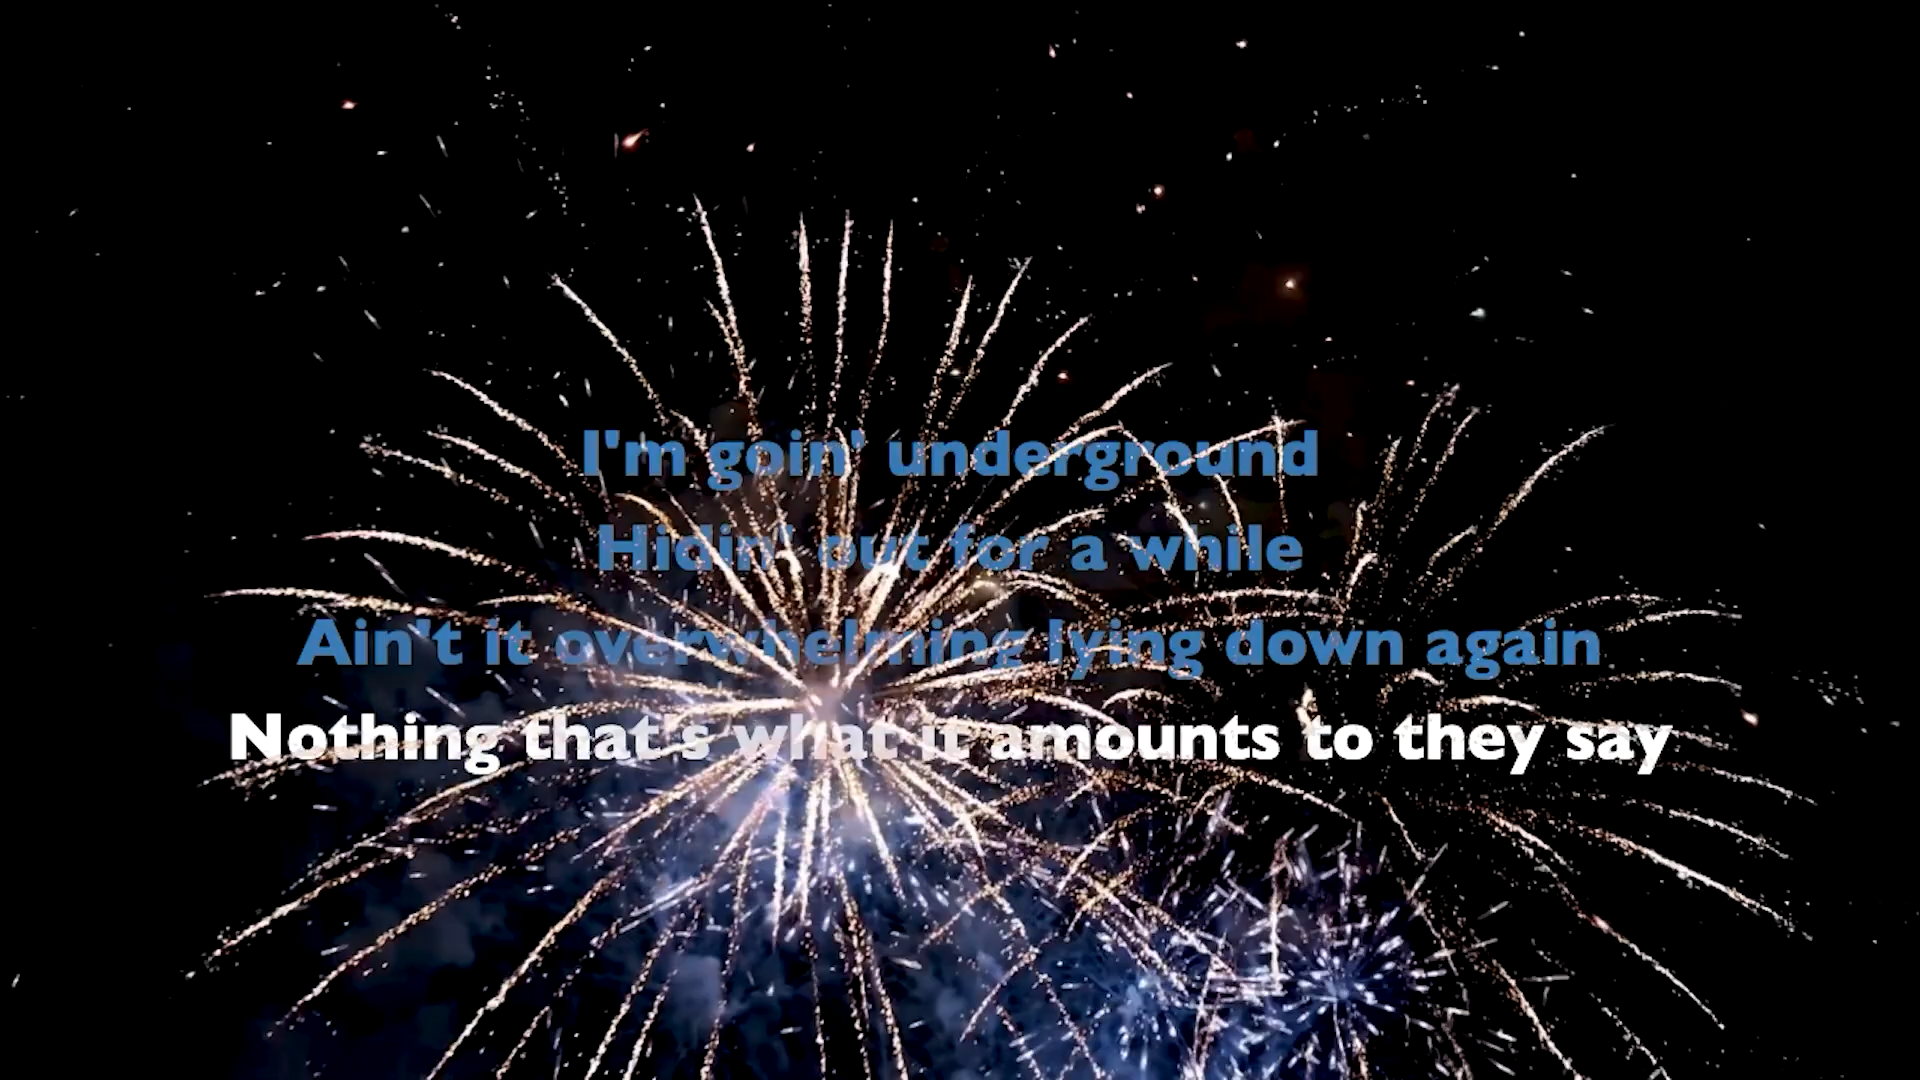 I'm goin' underground
Hidin' out for a while
Ain't it overwhelming lying down again
Nothing that's what it amounts to they say